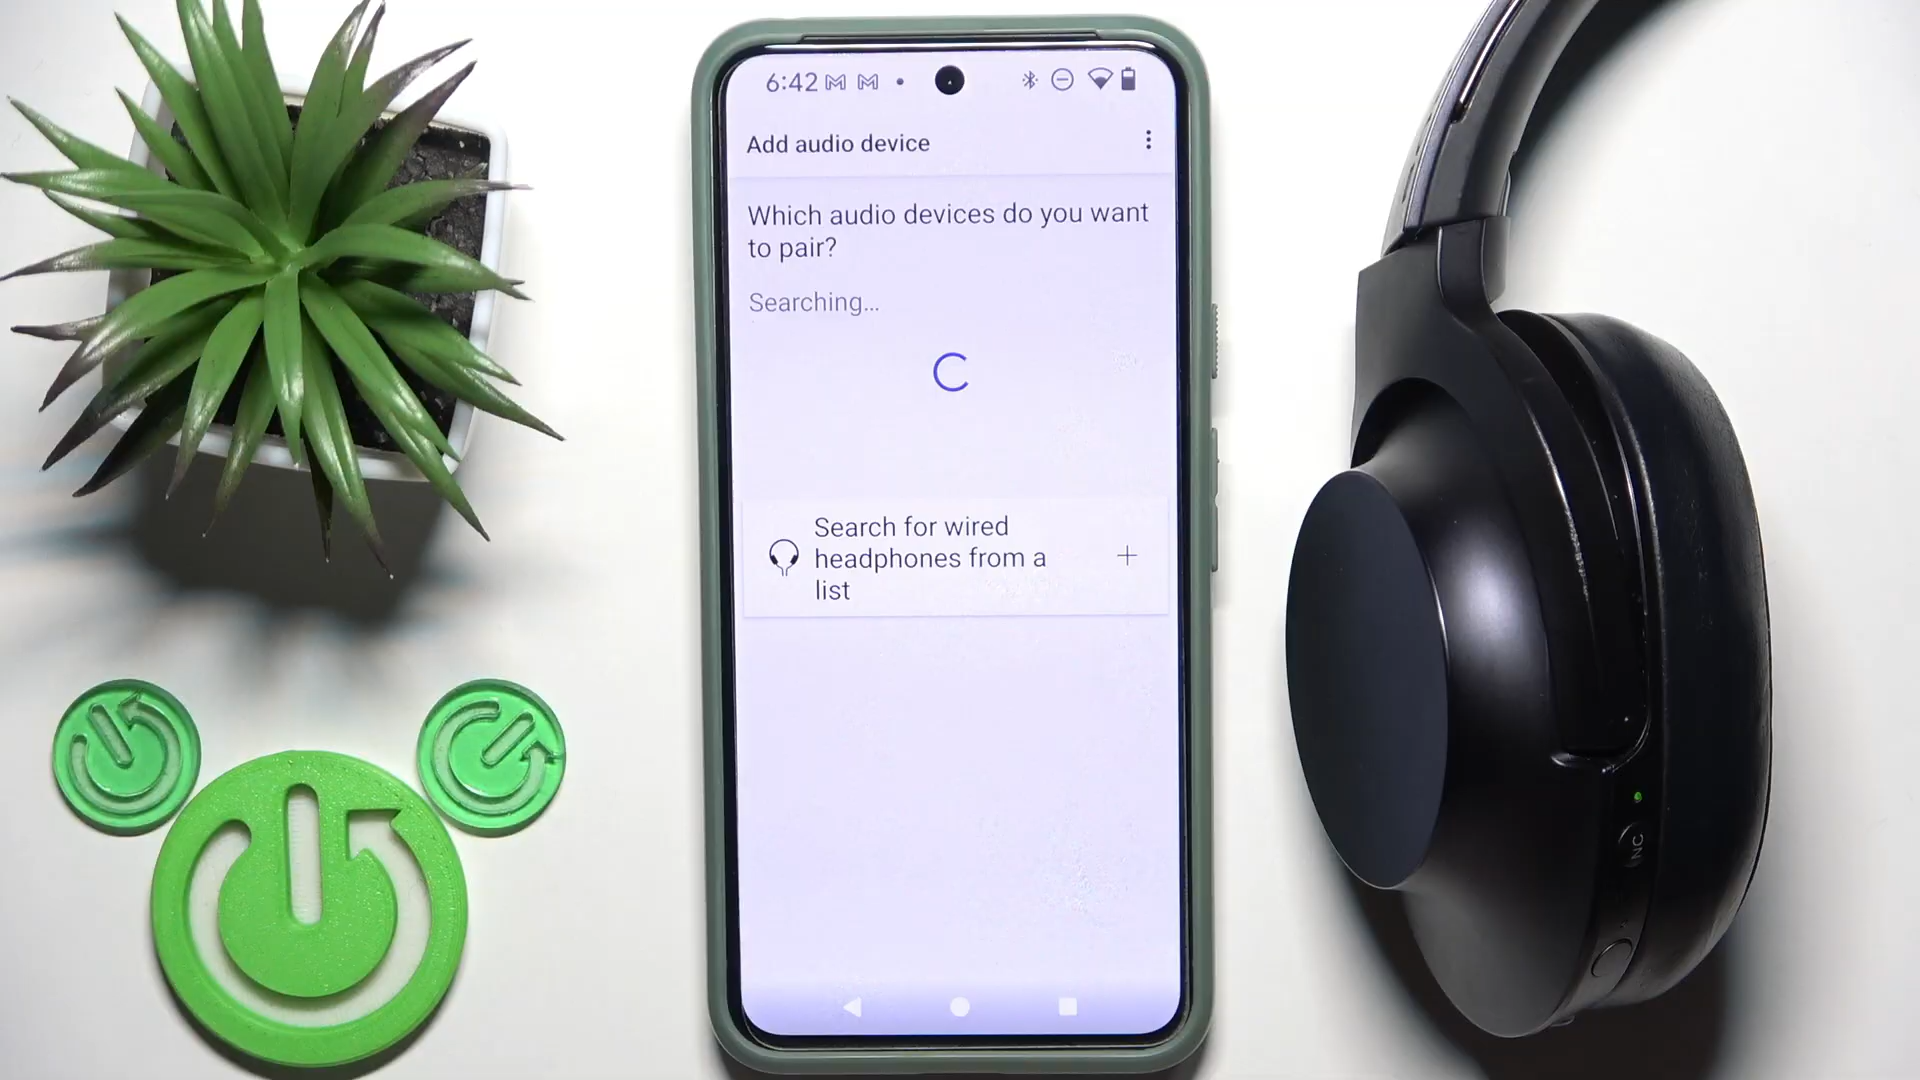 6:42
Add audio device
Which audio devices do you want
to pair?
Searching...
Search for wired
headphones from a
list
NC